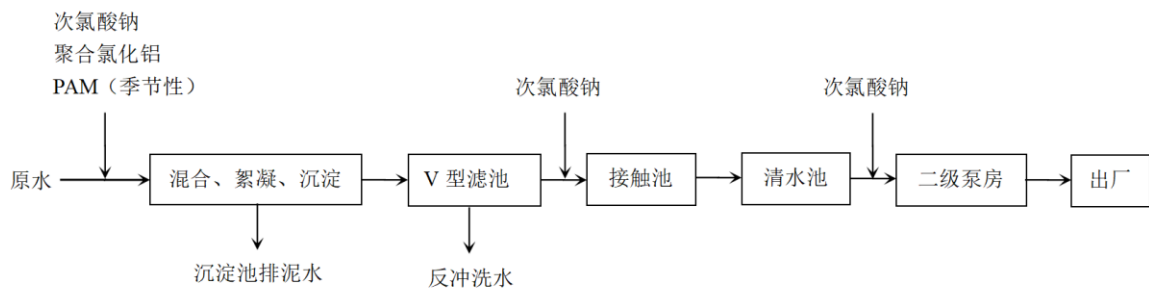 次氯酸钠
聚合氯化铝
PAM（季节性）
次氯酸钠
次氯酸钠
原水
混合、絮凝、沉淀
V 型滤池
接触池
清水池
二级泵房
出厂
沉淀池排泥水
反冲洗水